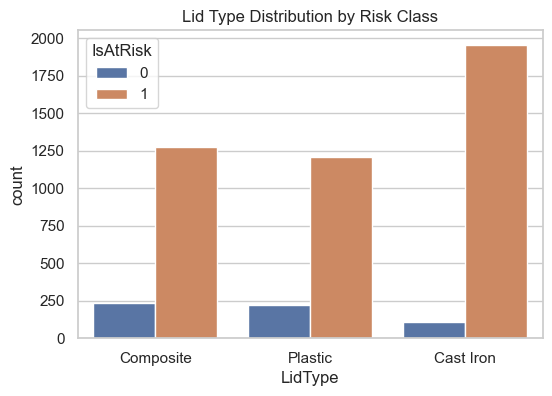 Lid Type Distribution by Risk Class
IsAtRisk
0
1
count
2000
1750
1500
1250
1000
750
500
250
0
Composite
Plastic
Cast Iron
LidType